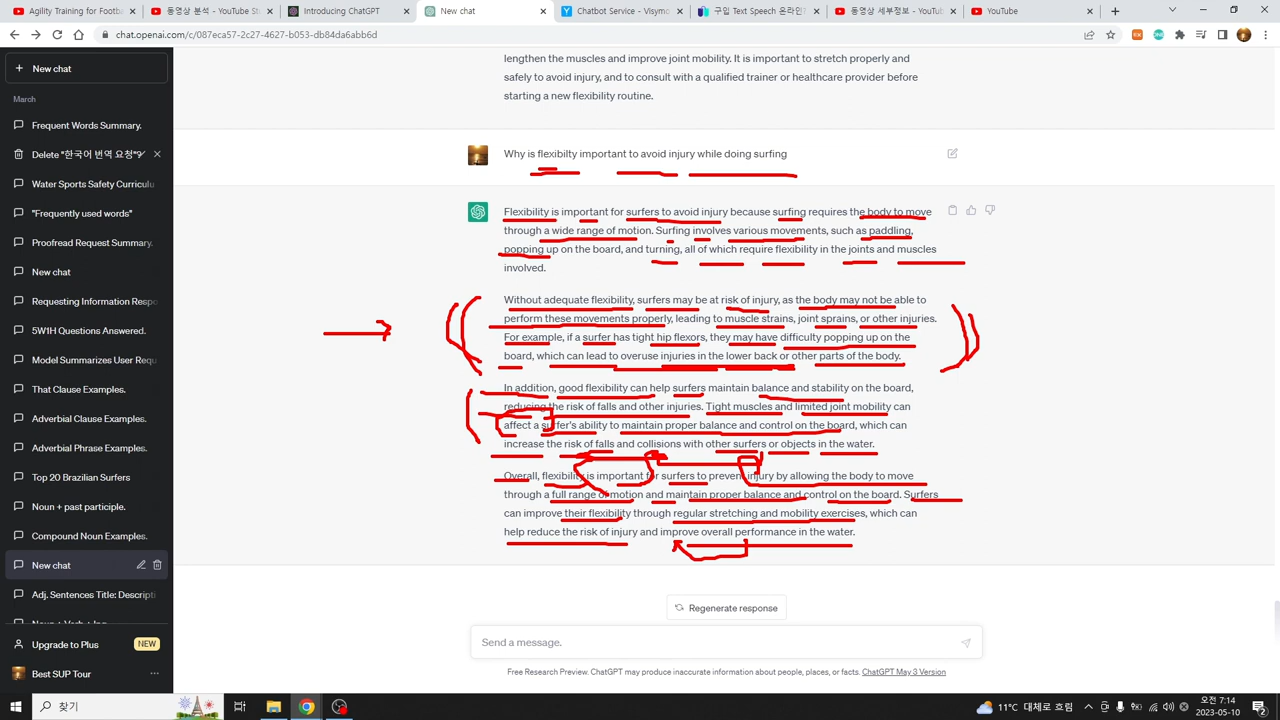 Agility Training for Footba
동영상 분석 - YouTube St
Introducing ChatGPT
New chat
Chatbot Service - Visymo
구입 Text Speech 온라인
동영상 세부정보 - YouTub
YouTube
chat.openai.com/c/087eca57-2c27-4627-b053-db84da6abb6d
New chat
March
Frequent Words Summary.
Delete "한국어 번역 요청"?
Water Sports Safety Curriculu
"Frequently used words"
Proofread Request Summary.
New chat
Requesting Information Respo
5W1H Questions Answered.
Model Summarizes User Requ
That Clause Examples.
Adverbial Clause Examples.
Adverbial Phrase Examples.
Top 20 Brazilian Surfers
Noun + past participle.
Compound Noun Examples.
New chat
Adj. Sentences Title: Descripti
Noun + Verb + Ing
Upgrade to Plus NEW
Best SUP Tour
lengthen the muscles and improve joint mobility. It is important to stretch properly and
safely to avoid injury, and to consult with a qualified trainer or healthcare provider before
starting a new flexibility routine.
Why is flexibilty important to avoid injury while doing surfing
Flexibility is important for surfers to avoid injury because surfing requires the body to move
through a wide range of motion. Surfing involves various movements, such as paddling,
popping up on the board, and turning, all of which require flexibility in the joints and muscles
involved.
Without adequate flexibility, surfers may be at risk of injury, as the body may not be able to
perform these movements properly, leading to muscle strains, joint sprains, or other injuries.
For example, if a surfer has tight hip flexors, they may have difficulty popping up on the
board, which can lead to overuse injuries in the lower back or other parts of the body.
In addition, good flexibility can help surfers maintain balance and stability on the board,
reducing the risk of falls and other injuries. Tight muscles and limited joint mobility can
affect a surfer's ability to maintain proper balance and control on the board, which can
increase the risk of falls and collisions with other surfers or objects in the water.
Overall, flexibility is important for surfers to prevent injury by allowing the body to move
through a full range of motion and maintain proper balance and control on the board. Surfers
can improve their flexibility through regular stretching and mobility exercises, which can
help reduce the risk of injury and improve overall performance in the water.
Regenerate response
Send a message.
Free Research Preview. ChatGPT may produce inaccurate information about people, places, or facts. ChatGPT May 3 Version
찾기
11°C 대체로 흐림
오전 7:14
2023-05-10